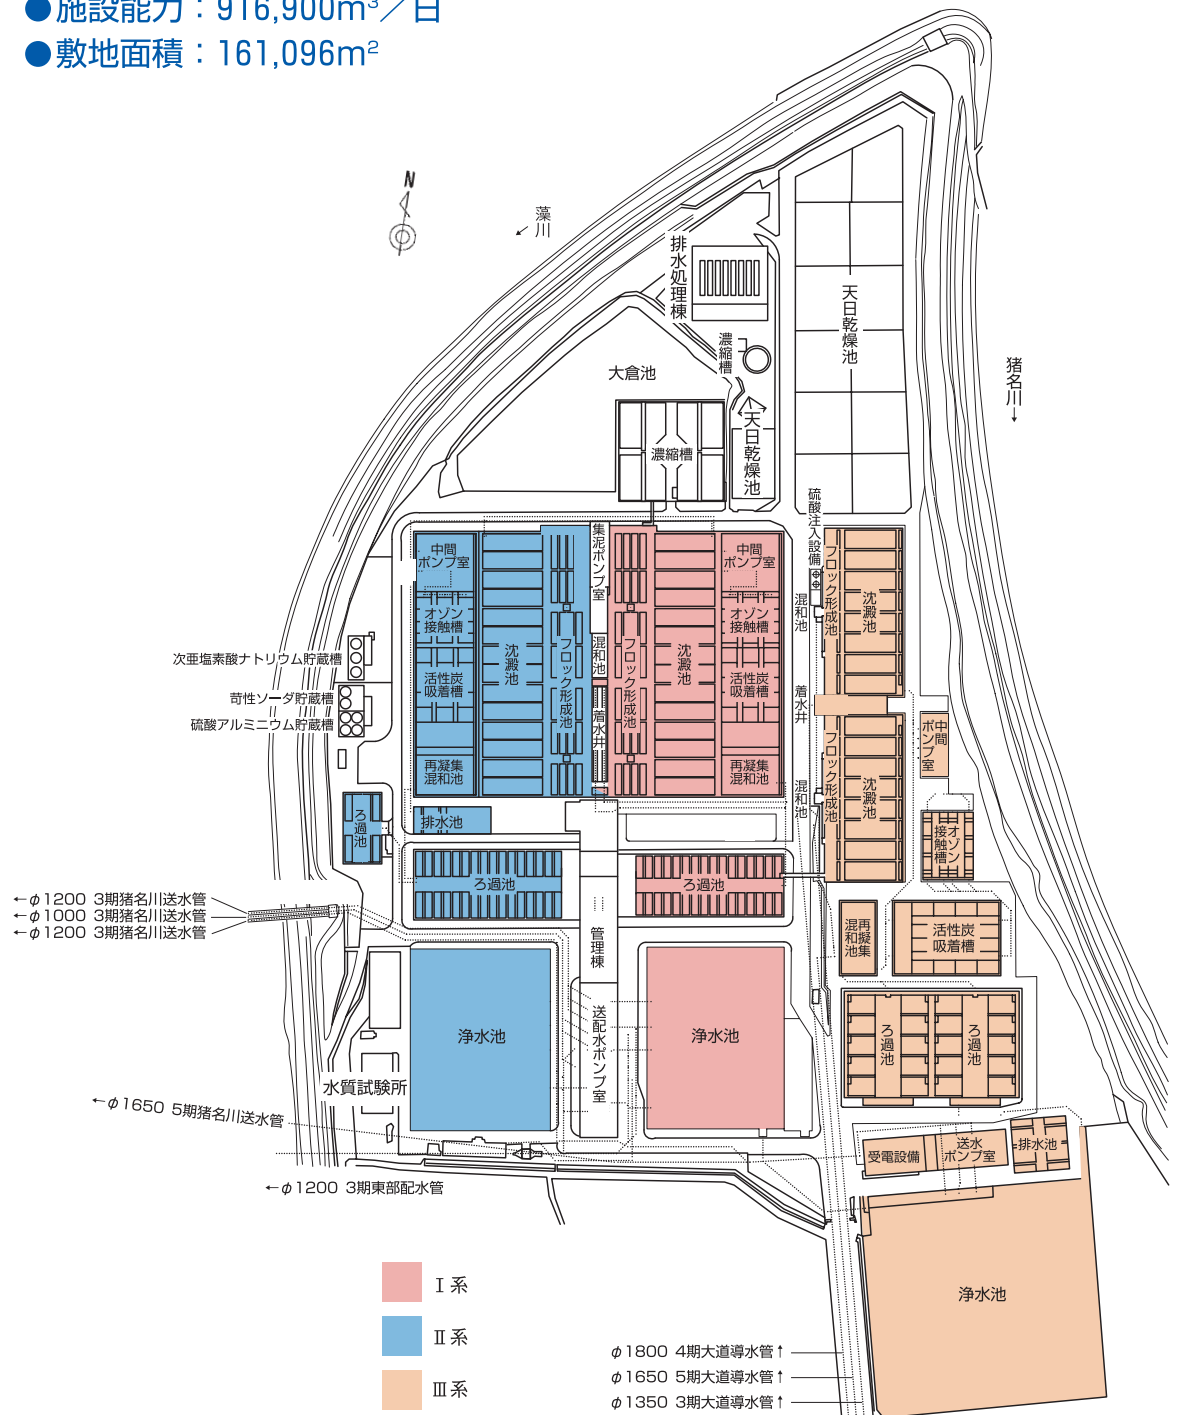 ●施設能力：916,900m³／日
●敷地面積：161,096m²
N
↙藻川
排水処理棟
濃縮槽
天日乾燥池
猪名川↓
大倉池
濃縮槽
天日乾燥池
硫酸注入設備
中間
ポンプ室
オゾン
接触槽
活性炭
吸着槽
再凝集
混和池
沈澱池
フロック形成池
集泥ポンプ室
混和池
着水井
フロック形成池
沈澱池
中間
ポンプ室
オゾン
接触槽
活性炭
吸着槽
再凝集
混和池
混和池
着水井
混和池
フロック形成池
沈澱池
フロック形成池
沈澱池
中間
ポンプ室
オゾン
接触槽
次亜塩素酸ナトリウム貯蔵槽
苛性ソーダ貯蔵槽
硫酸アルミニウム貯蔵槽
ろ過池
排水池
ろ過池
ろ過池
再凝集
混和池
活性炭
吸着槽
←φ1200 3期猪名川送水管
←φ1000 3期猪名川送水管
←φ1200 3期猪名川送水管
管理棟
浄水池
送配水ポンプ室
浄水池
ろ過池
ろ過池
水質試験所
←φ1650 5期猪名川送水管
受電設備
送水
ポンプ室
排水池
←φ1200 3期東部配水管
浄水池
Ⅰ系
Ⅱ系
Ⅲ系
φ1800 4期大道導水管↑
φ1650 5期大道導水管↑
φ1350 3期大道導水管↑